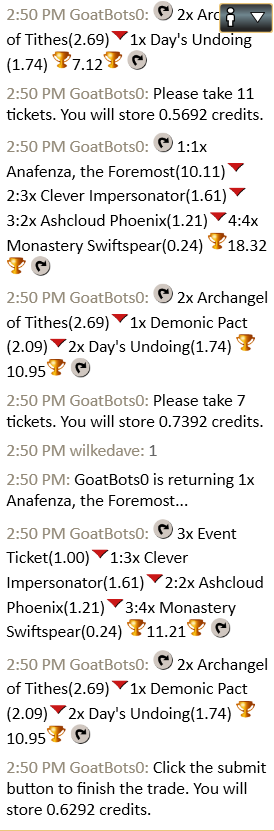 2:50 PM GoatBots0: 2x Arc
of Tithes(2.69) 1x Day's Undoing
(1.74) 7.12
2:50 PM GoatBots0: Please take 11
tickets. You will store 0.5692 credits.
2:50 PM GoatBots0: 1:1x
Anafenza, the Foremost(10.11)
2:3x Clever Impersonator(1.61)
3:2x Ashcloud Phoenix(1.21) 4:4x
Monastery Swiftspear(0.24) 18.32
2:50 PM GoatBots0: 2x Archangel
of Tithes(2.69) 1x Demonic Pact
(2.09) 2x Day's Undoing(1.74)
10.95
2:50 PM GoatBots0: Please take 7
tickets. You will store 0.7392 credits.
2:50 PM wilkedave: 1
2:50 PM: GoatBots0 is returning 1x
Anafenza, the Foremost...
2:50 PM GoatBots0: 3x Event
Ticket(1.00) 1:3x Clever
Impersonator(1.61) 2:2x Ashcloud
Phoenix(1.21) 3:4x Monastery
Swiftspear(0.24) 11.21
2:50 PM GoatBots0: 2x Archangel
of Tithes(2.69) 1x Demonic Pact
(2.09) 2x Day's Undoing(1.74)
10.95
2:50 PM GoatBots0: Click the submit
button to finish the trade. You will
store 0.6292 credits.